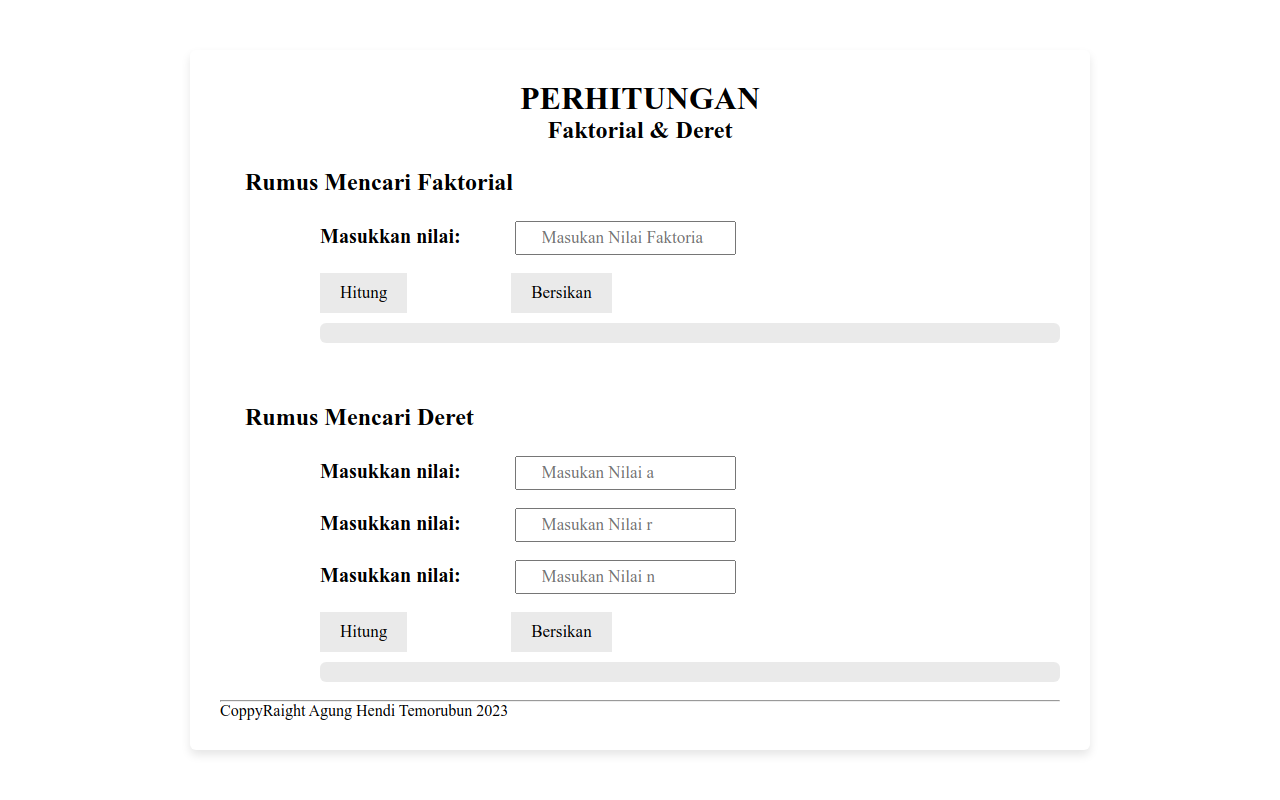 PERHITUNGAN
Faktorial & Deret
Rumus Mencari Faktorial
Masukkan nilai: Masukan Nilai Faktoria
Hitung Bersikan
Rumus Mencari Deret
Masukkan nilai: Masukan Nilai a
Masukkan nilai: Masukan Nilai r
Masukkan nilai: Masukan Nilai n
Hitung Bersikan
CoppyRaight Agung Hendi Temorubun 2023